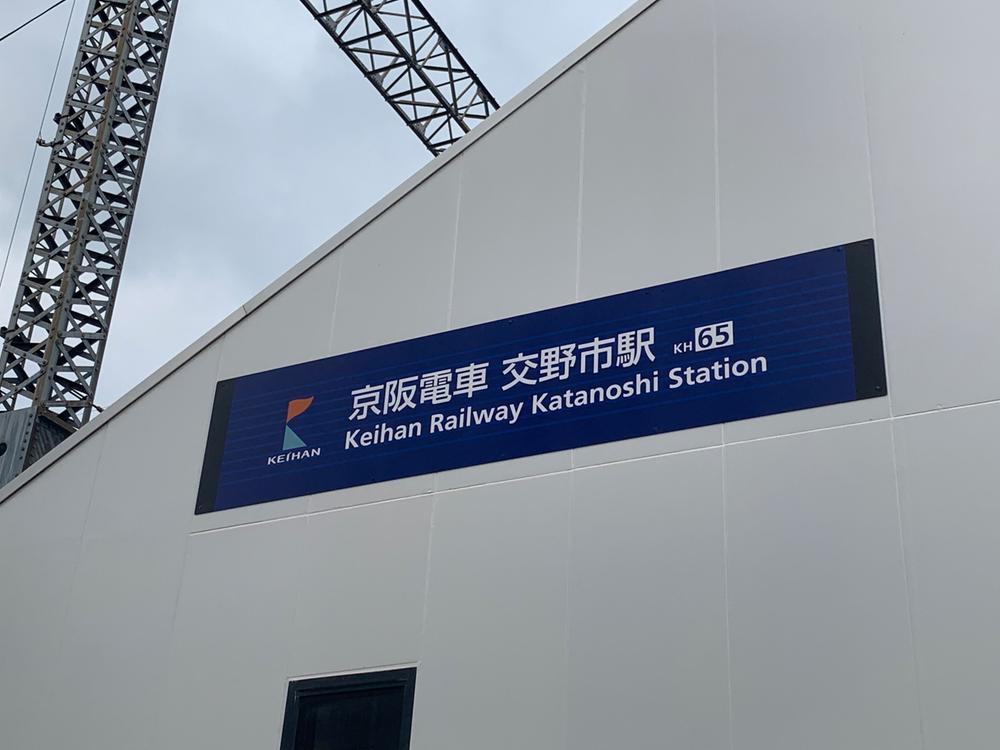 京阪電車 交野市駅 KH65
Keihan Railway Katanoshi Station
KEIHAN